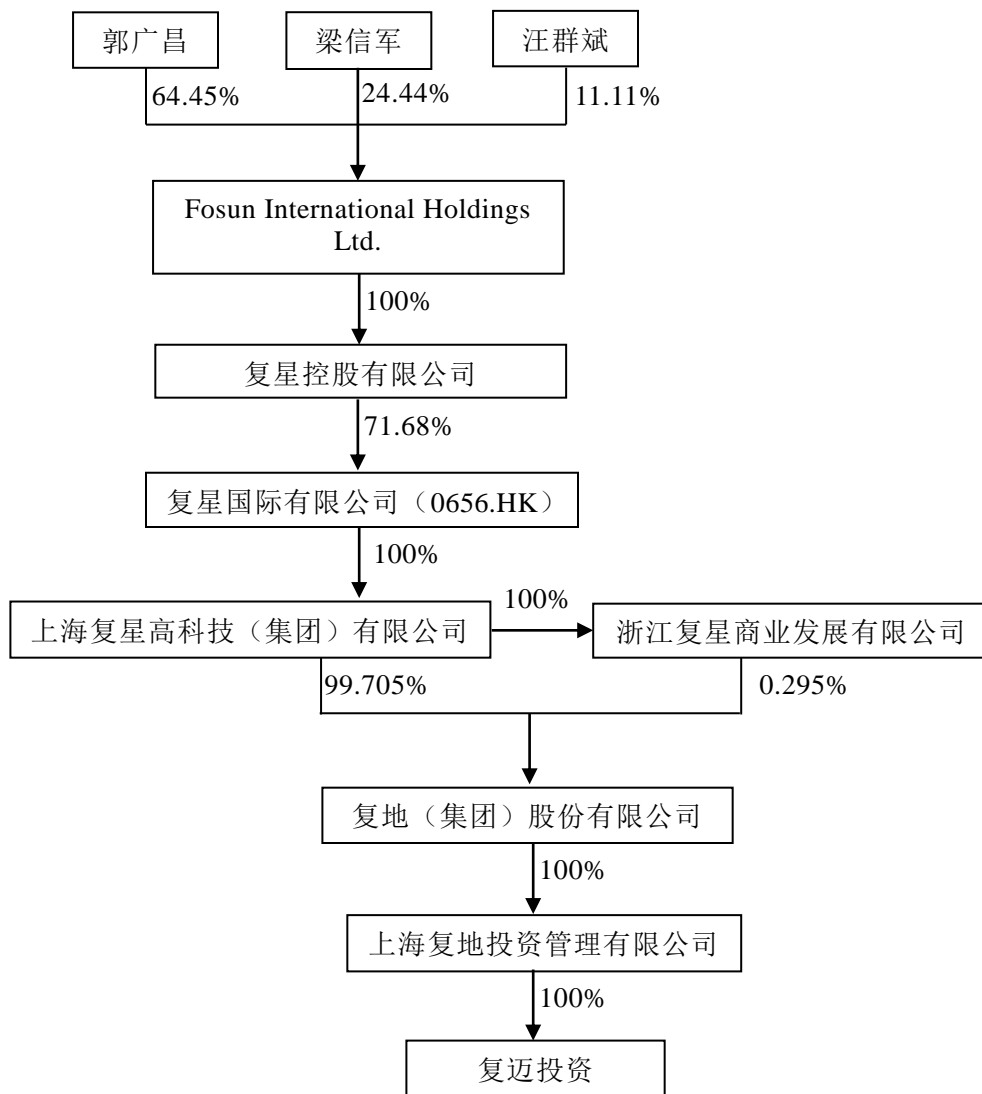 郭广昌
梁信军
汪群斌
64.45%
24.44%
11.11%
Fosun International Holdings
Ltd.
100%
复星控股有限公司
71.68%
复星国际有限公司（0656.HK）
100%
上海复星高科技（集团）有限公司
100%
浙江复星商业发展有限公司
99.705%
0.295%
复地（集团）股份有限公司
100%
上海复地投资管理有限公司
100%
复迈投资